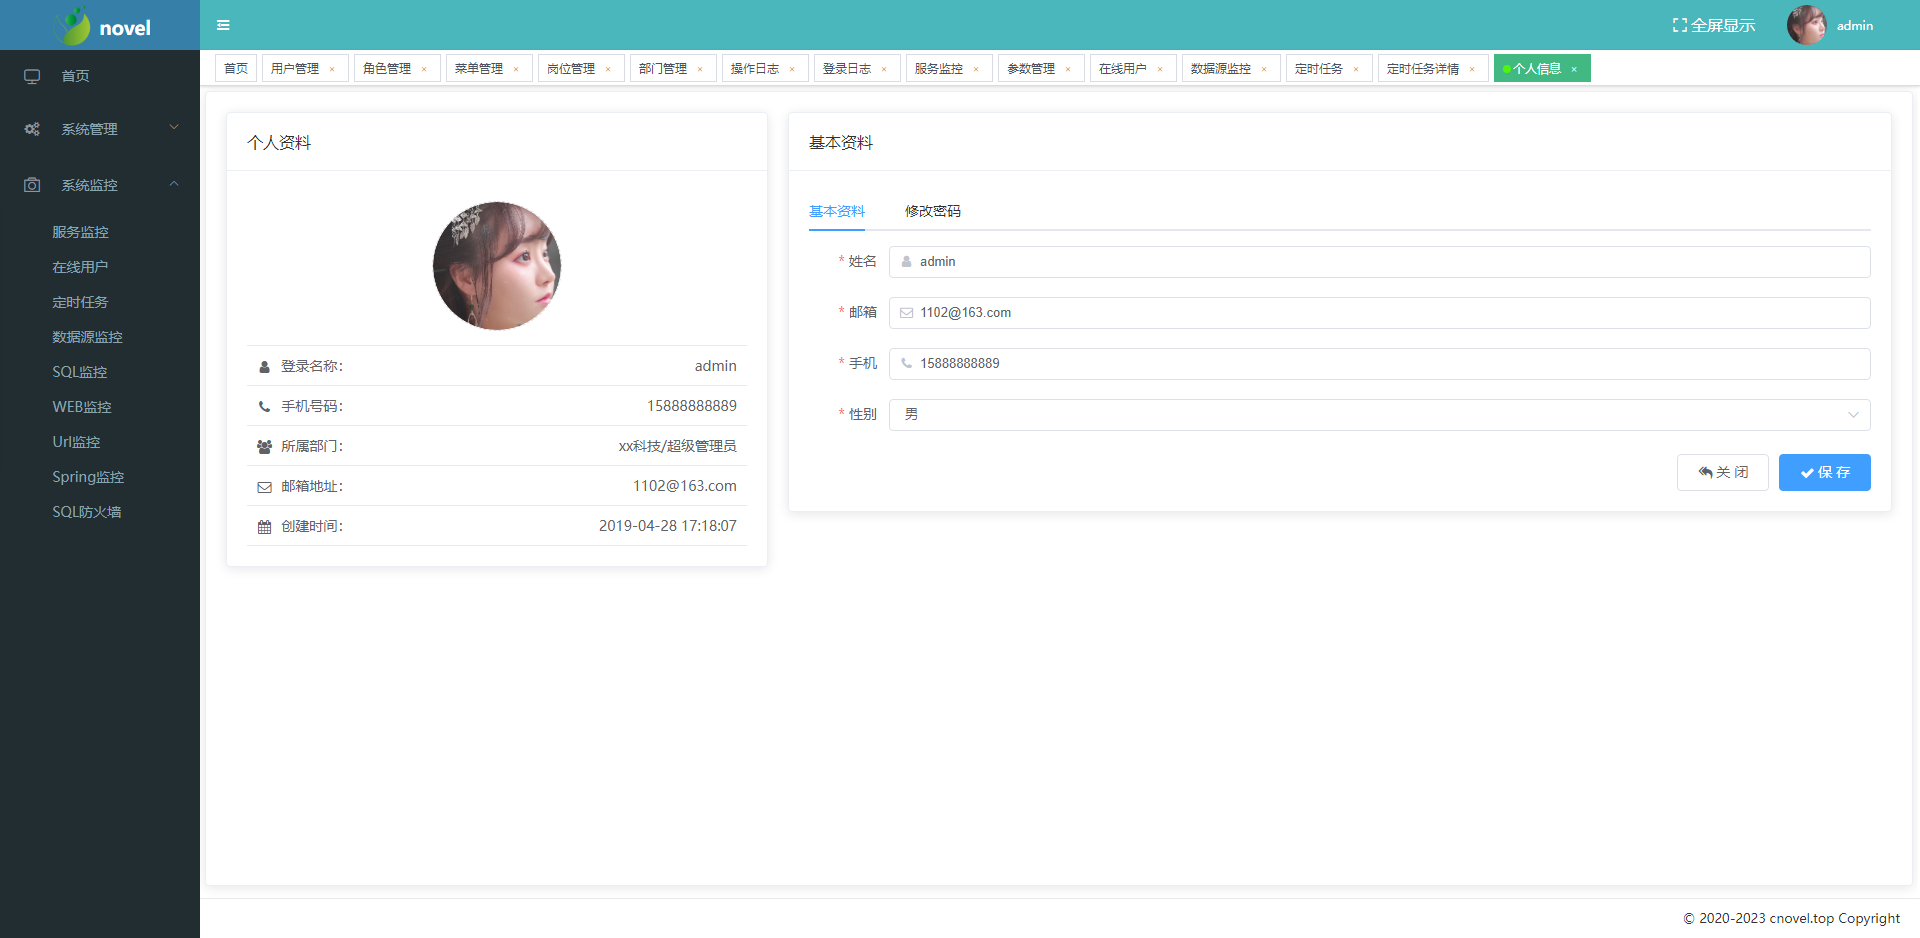 novel
全屏显示
admin
首页
系统管理
系统监控
服务监控
在线用户
定时任务
数据源监控
SQL监控
WEB监控
Url监控
Spring监控
SQL防火墙
首页 用户管理 × 角色管理 × 菜单管理 × 岗位管理 × 部门管理 × 操作日志 × 登录日志 × 服务监控 × 参数管理 × 在线用户 × 数据源监控 × 定时任务 × 定时任务详情 × 个人信息 ×
个人资料
登录名称： admin
手机号码： 15888888889
所属部门： xx科技/超级管理员
邮箱地址： 1102@163.com
创建时间： 2019-04-28 17:18:07
基本资料
基本资料 修改密码
* 姓名 admin
* 邮箱 1102@163.com
* 手机 15888888889
* 性别 男
关 闭 保 存
© 2020-2023 cnovel.top Copyright